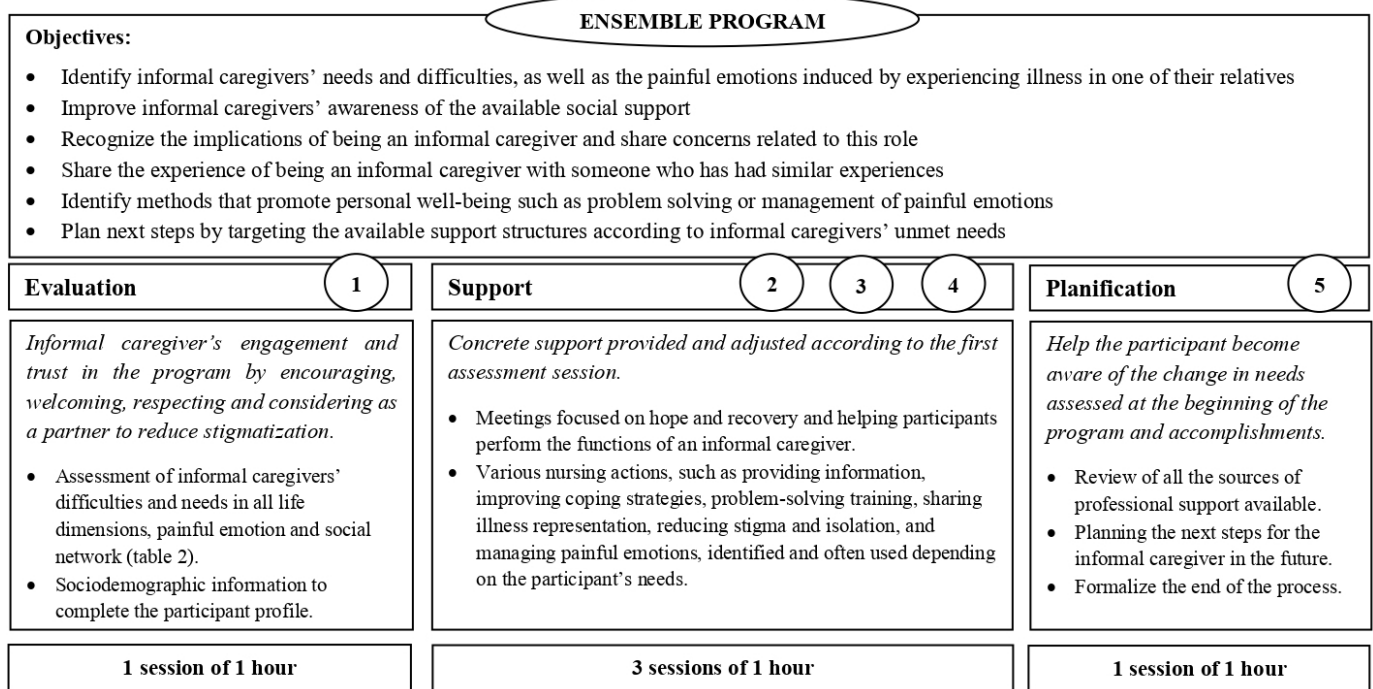 ENSEMBLE PROGRAM
Objectives:
• Identify informal caregivers’ needs and difficulties, as well as the painful emotions induced by experiencing illness in one of their relatives
• Improve informal caregivers’ awareness of the available social support
• Recognize the implications of being an informal caregiver and share concerns related to this role
• Share the experience of being an informal caregiver with someone who has had similar experiences
• Identify methods that promote personal well-being such as problem solving or management of painful emotions
• Plan next steps by targeting the available support structures according to informal caregivers’ unmet needs
Evaluation 1
Informal caregiver’s engagement and
trust in the program by encouraging,
welcoming, respecting and considering as
a partner to reduce stigmatization.
• Assessment of informal caregivers’
difficulties and needs in all life
dimensions, painful emotion and social
network (table 2).
• Sociodemographic information to
complete the participant profile.
1 session of 1 hour
Support 2 3 4
Concrete support provided and adjusted according to the first
assessment session.
• Meetings focused on hope and recovery and helping participants
perform the functions of an informal caregiver.
• Various nursing actions, such as providing information,
improving coping strategies, problem-solving training, sharing
illness representation, reducing stigma and isolation, and
managing painful emotions, identified and often used depending
on the participant’s needs.
3 sessions of 1 hour
Planification 5
Help the participant become
aware of the change in needs
assessed at the beginning of the
program and accomplishments.
• Review of all the sources of
professional support available.
• Planning the next steps for the
informal caregiver in the future.
• Formalize the end of the process.
1 session of 1 hour